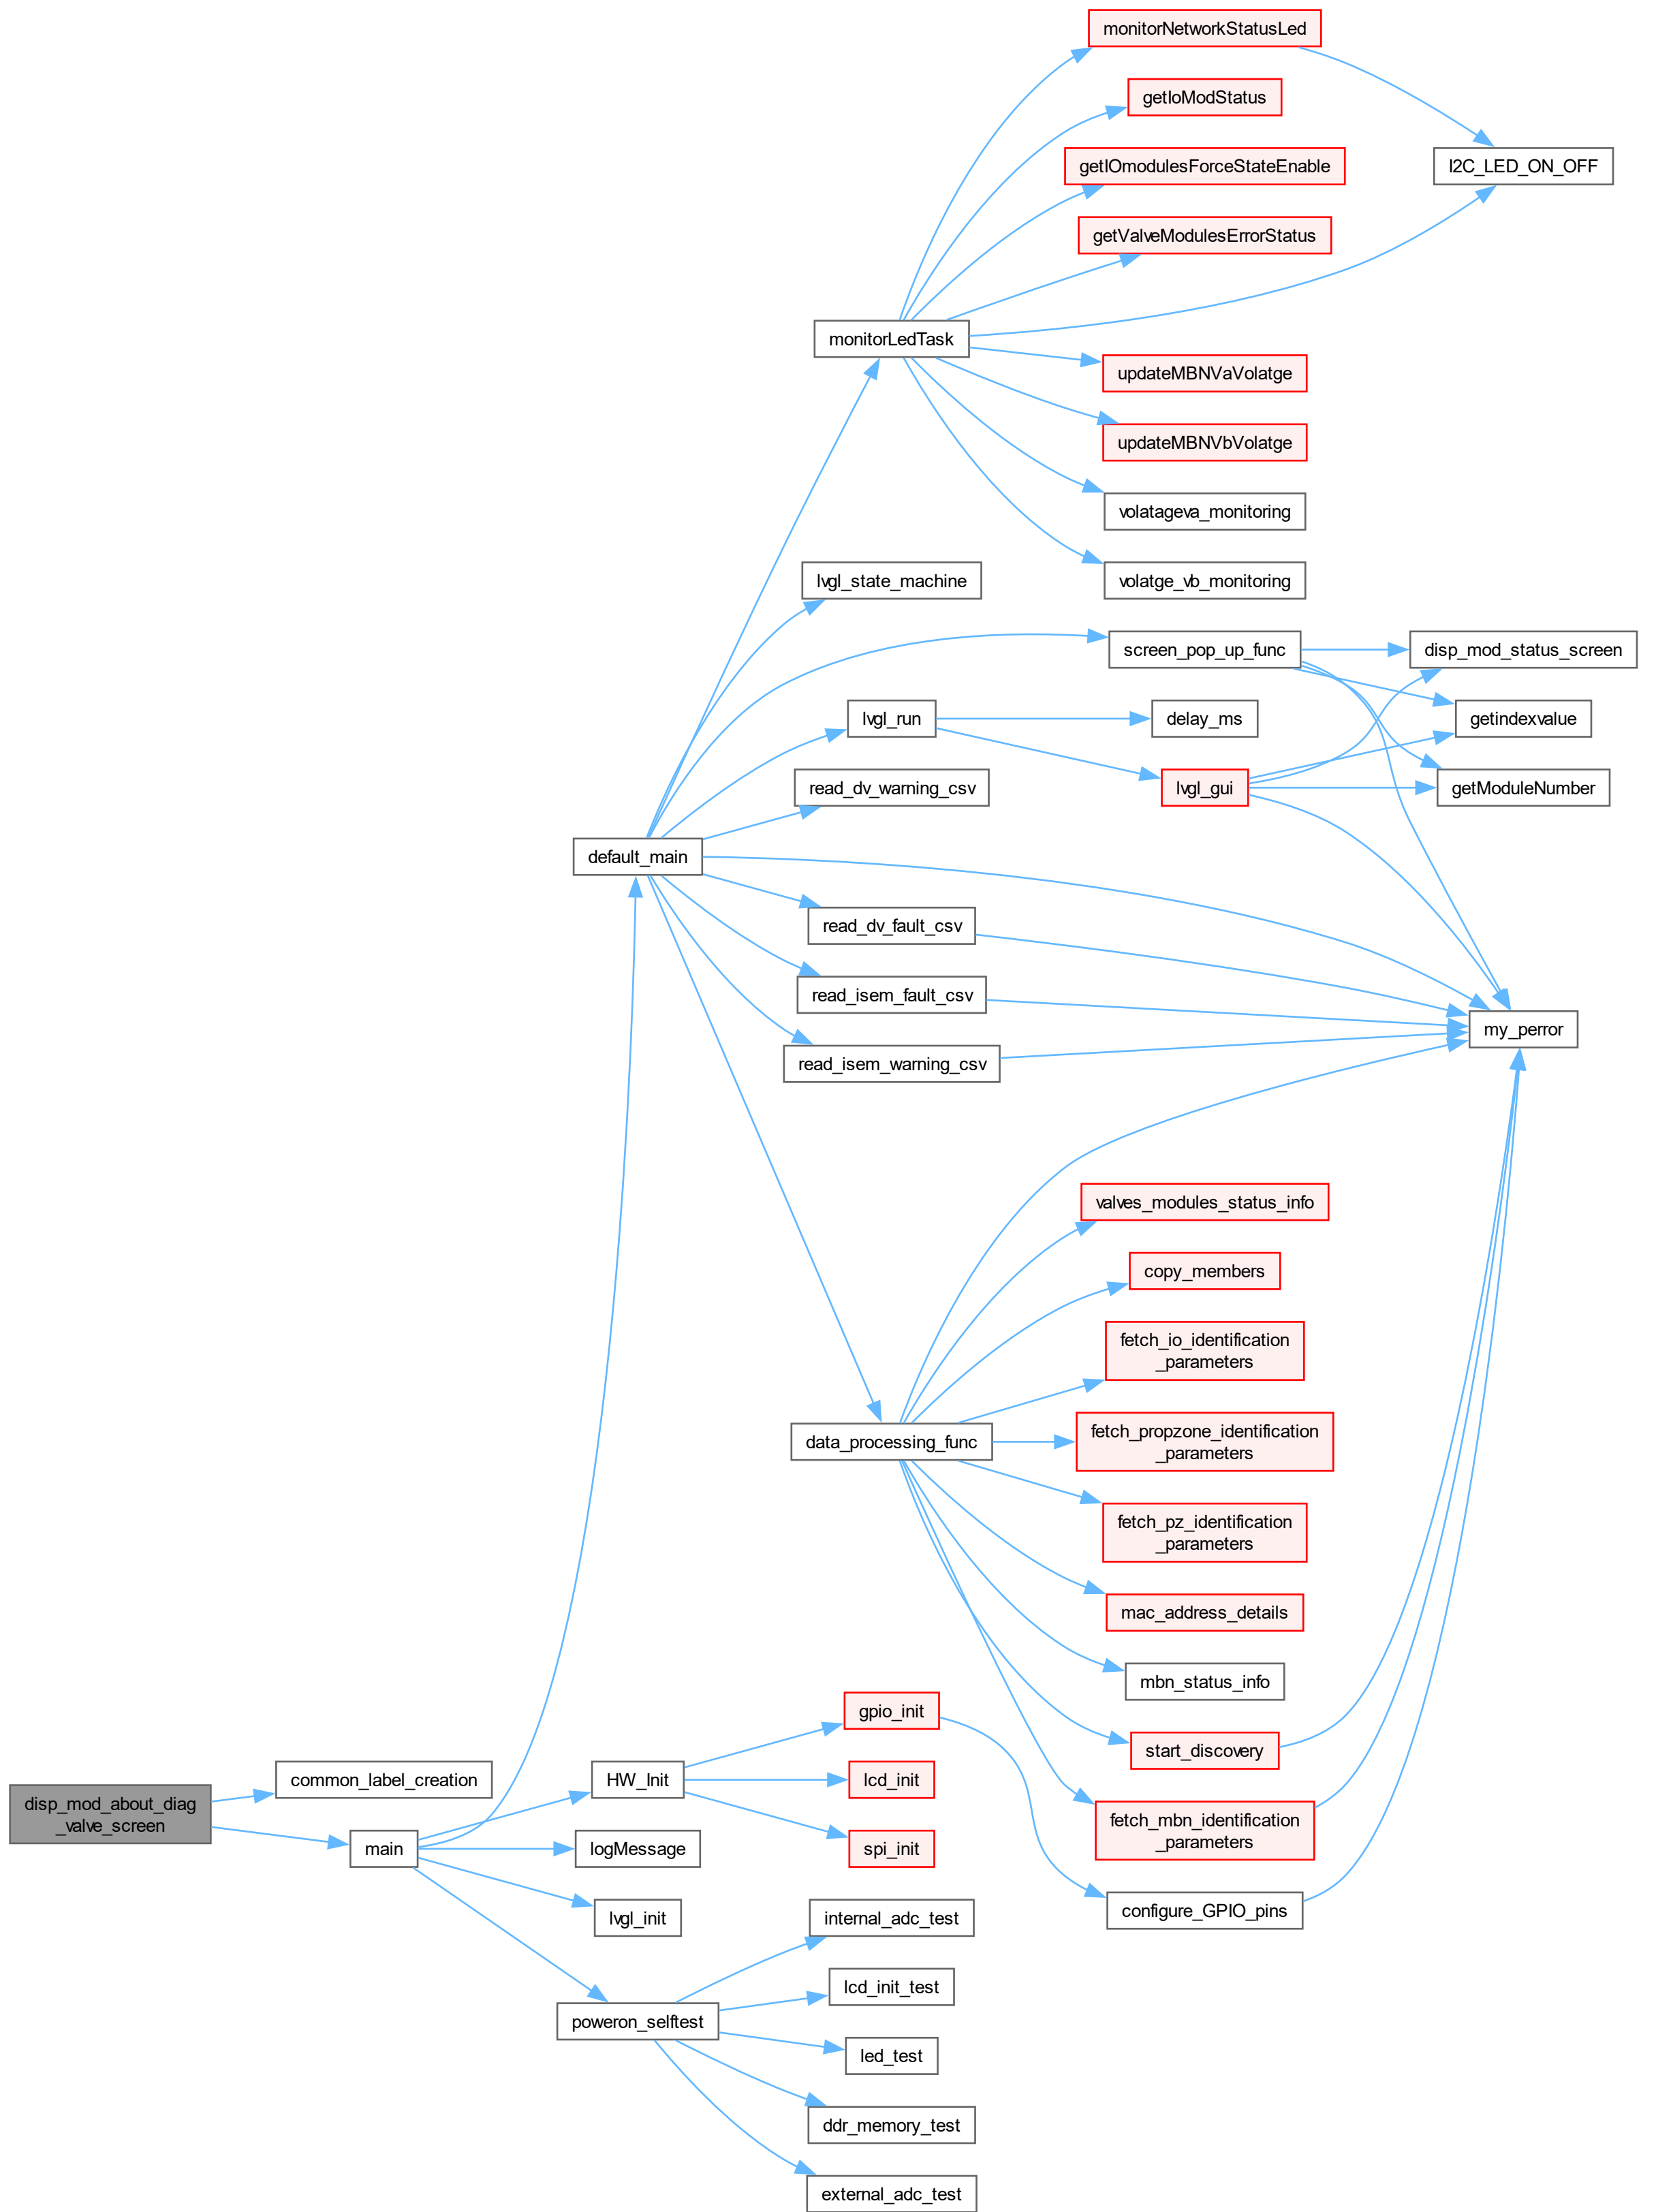 monitorNetworkStatusLed
getIoModStatus
I2C_LED_ON_OFF
getIOmodulesForceStateEnable
getValveModulesErrorStatus
monitorLedTask
updateMBNVaVolatge
updateMBNVbVolatge
volatageva_monitoring
lvgl_state_machine
volatge_vb_monitoring
screen_pop_up_func
disp_mod_status_screen
lvgl_run
delay_ms
getindexvalue
read_dv_warning_csv
lvgl_gui
getModuleNumber
default_main
read_dv_fault_csv
read_isem_fault_csv
my_perror
read_isem_warning_csv
valves_modules_status_info
copy_members
fetch_io_identification
_parameters
data_processing_func
fetch_propzone_identification
_parameters
fetch_pz_identification
_parameters
mac_address_details
mbn_status_info
gpio_init
start_discovery
common_label_creation
HW_Init
lcd_init
disp_mod_about_diag
_valve_screen
fetch_mbn_identification
_parameters
main
logMessage
spi_init
lvgl_init
internal_adc_test
configure_GPIO_pins
lcd_init_test
poweron_selftest
led_test
ddr_memory_test
external_adc_test